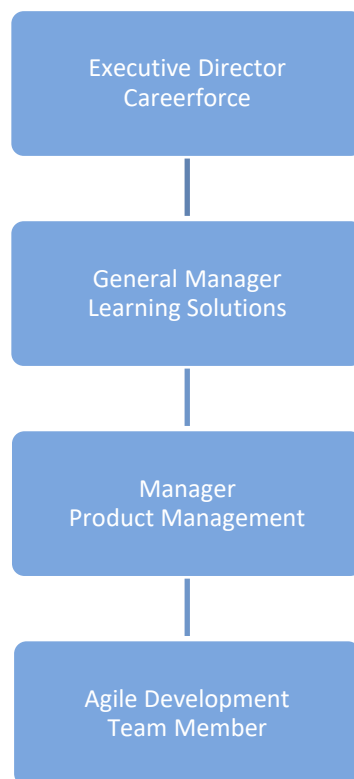 Executive Director
Careerforce
General Manager
Learning Solutions
Manager
Product Management
Agile Development
Team Member